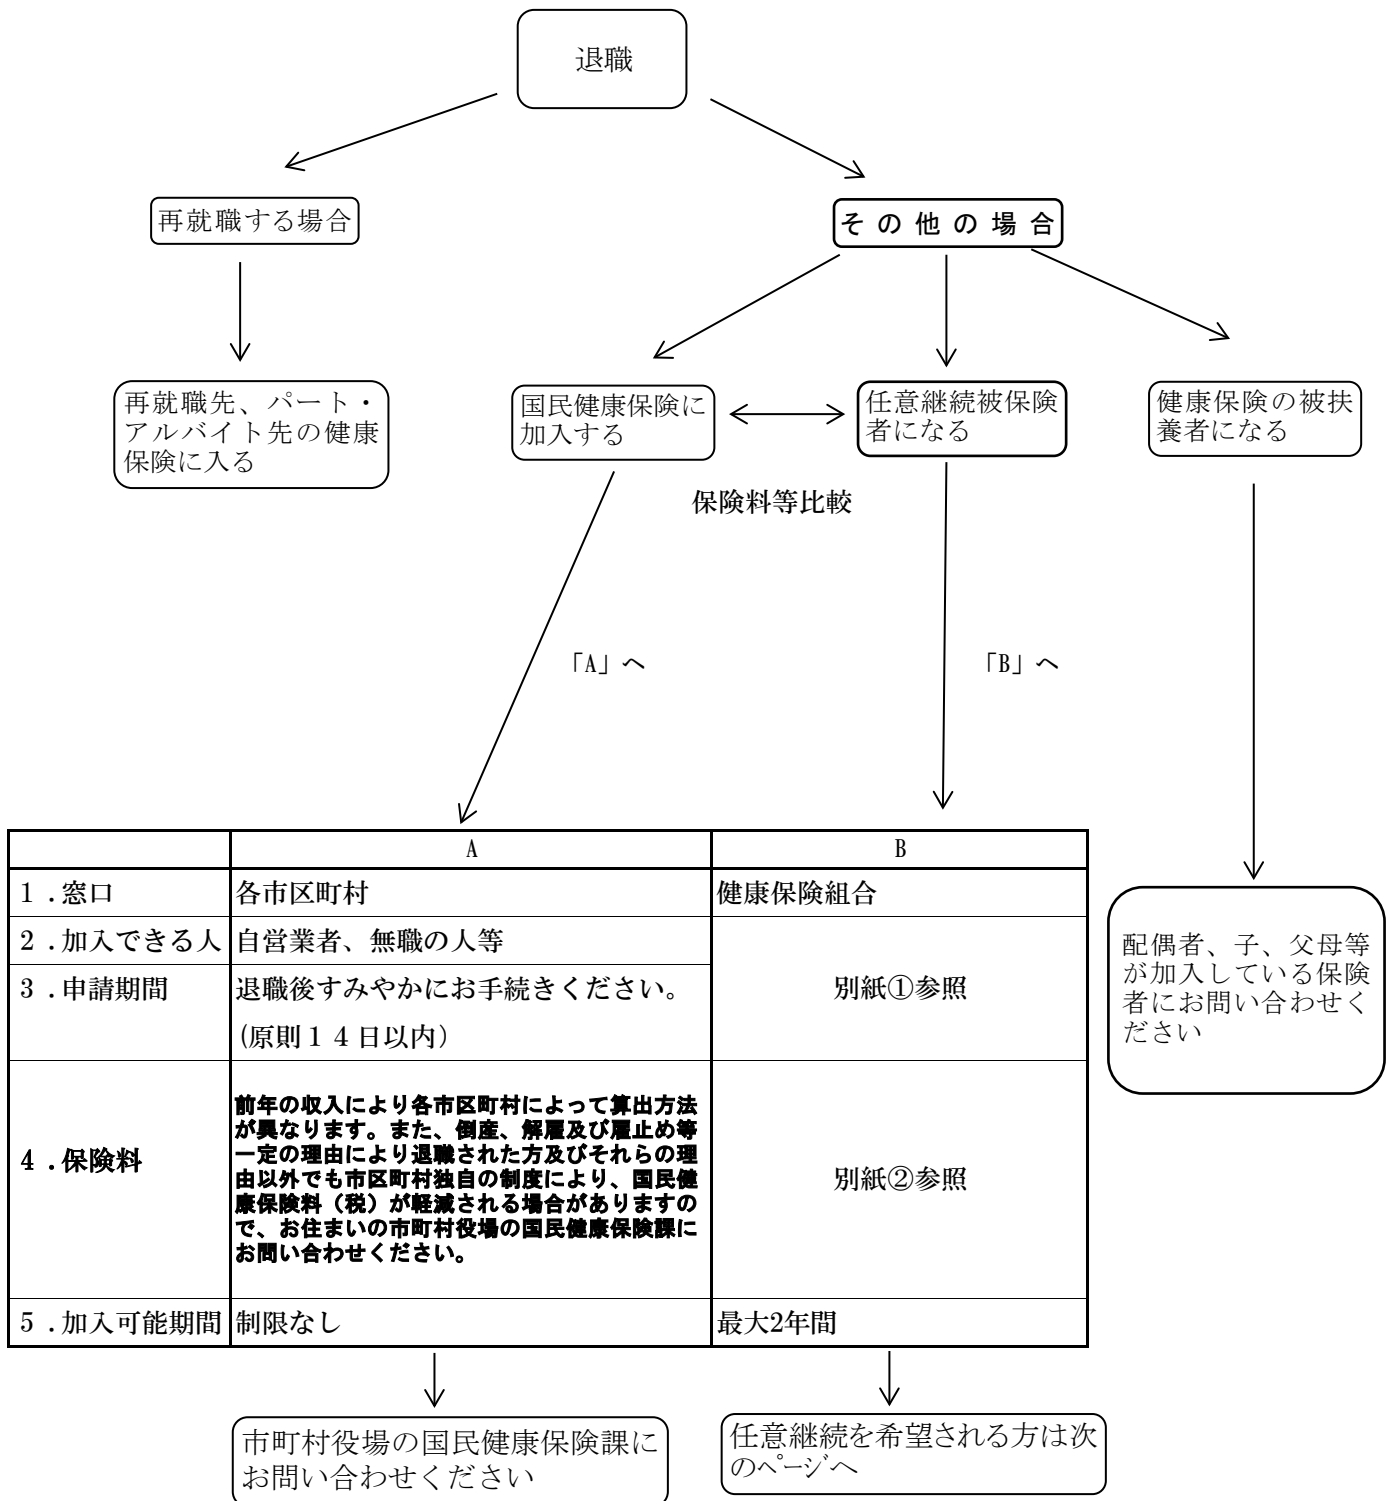 退職
再就職する場合
その他の場合
再就職先、パート・
アルバイト先の健康
保険に入る
国民健康保険に
加入する
任意継続被保険
者になる
健康保険の被扶
養者になる
保険料等比較
「A」へ
「B」へ
A
B
1.窓口
各市区町村
健康保険組合
2.加入できる人
自営業者、無職の人等
3.申請期間
退職後すみやかにお手続きください。
(原則14日以内)
別紙①参照
4.保険料
前年の収入により各市区町村によって算出方法
が異なります。また、倒産、解雇及び雇止め等
一定の理由により退職された方及びそれらの理
由以外でも市区町村独自の制度により、国民健
康保険料（税）が軽減される場合がありますの
で、お住まいの市町村役場の国民健康保険課に
お問い合わせください。
別紙②参照
5.加入可能期間
制限なし
最大2年間
配偶者、子、父母等
が加入している保険
者にお問い合わせく
ださい
市町村役場の国民健康保険課に
お問い合わせください
任意継続を希望される方は次
のページへ